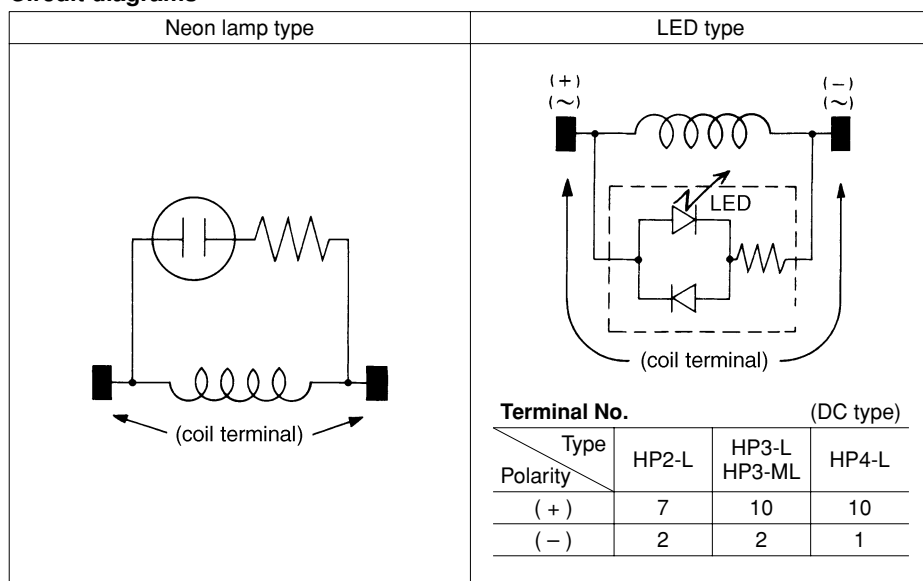 Circuit diagrams
Neon lamp type
LED type
(coil terminal)
(+)
(~)
(−)
(~)
LED
(coil terminal)
Terminal No. (DC type)
Type
Polarity
HP2-L
HP3-L
HP3-ML
HP4-L
( + ) 7 10 10
( − ) 2 2 1